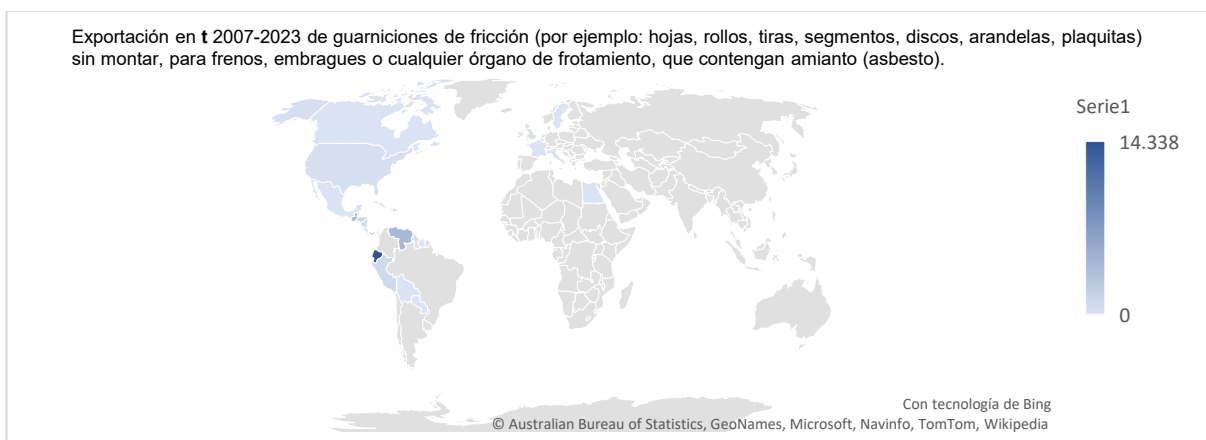 Exportación en t 2007-2023 de guarniciones de fricción (por ejemplo: hojas, rollos, tiras, segmentos, discos, arandelas, plaquitas)
sin montar, para frenos, embragues o cualquier órgano de frotamiento, que contengan amianto (asbesto).
Serie1
14.338
0
Con tecnología de Bing
© Australian Bureau of Statistics, GeoNames, Microsoft, Navinfo, TomTom, Wikipedia